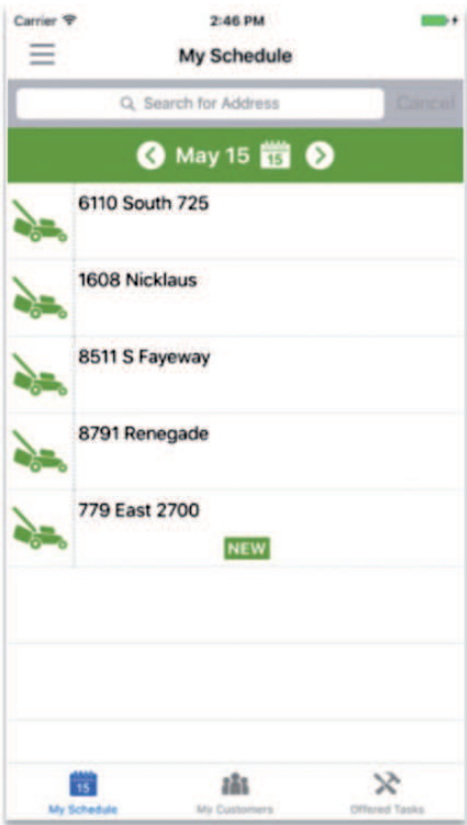 Carrier 2:46 PM
My Schedule
Search for Address Cancel
May 15 15
6110 South 725
1608 Nicklaus
8511 S Fayeway
8791 Renegade
779 East 2700
NEW
15
My Schedule My Customers Offered Tasks